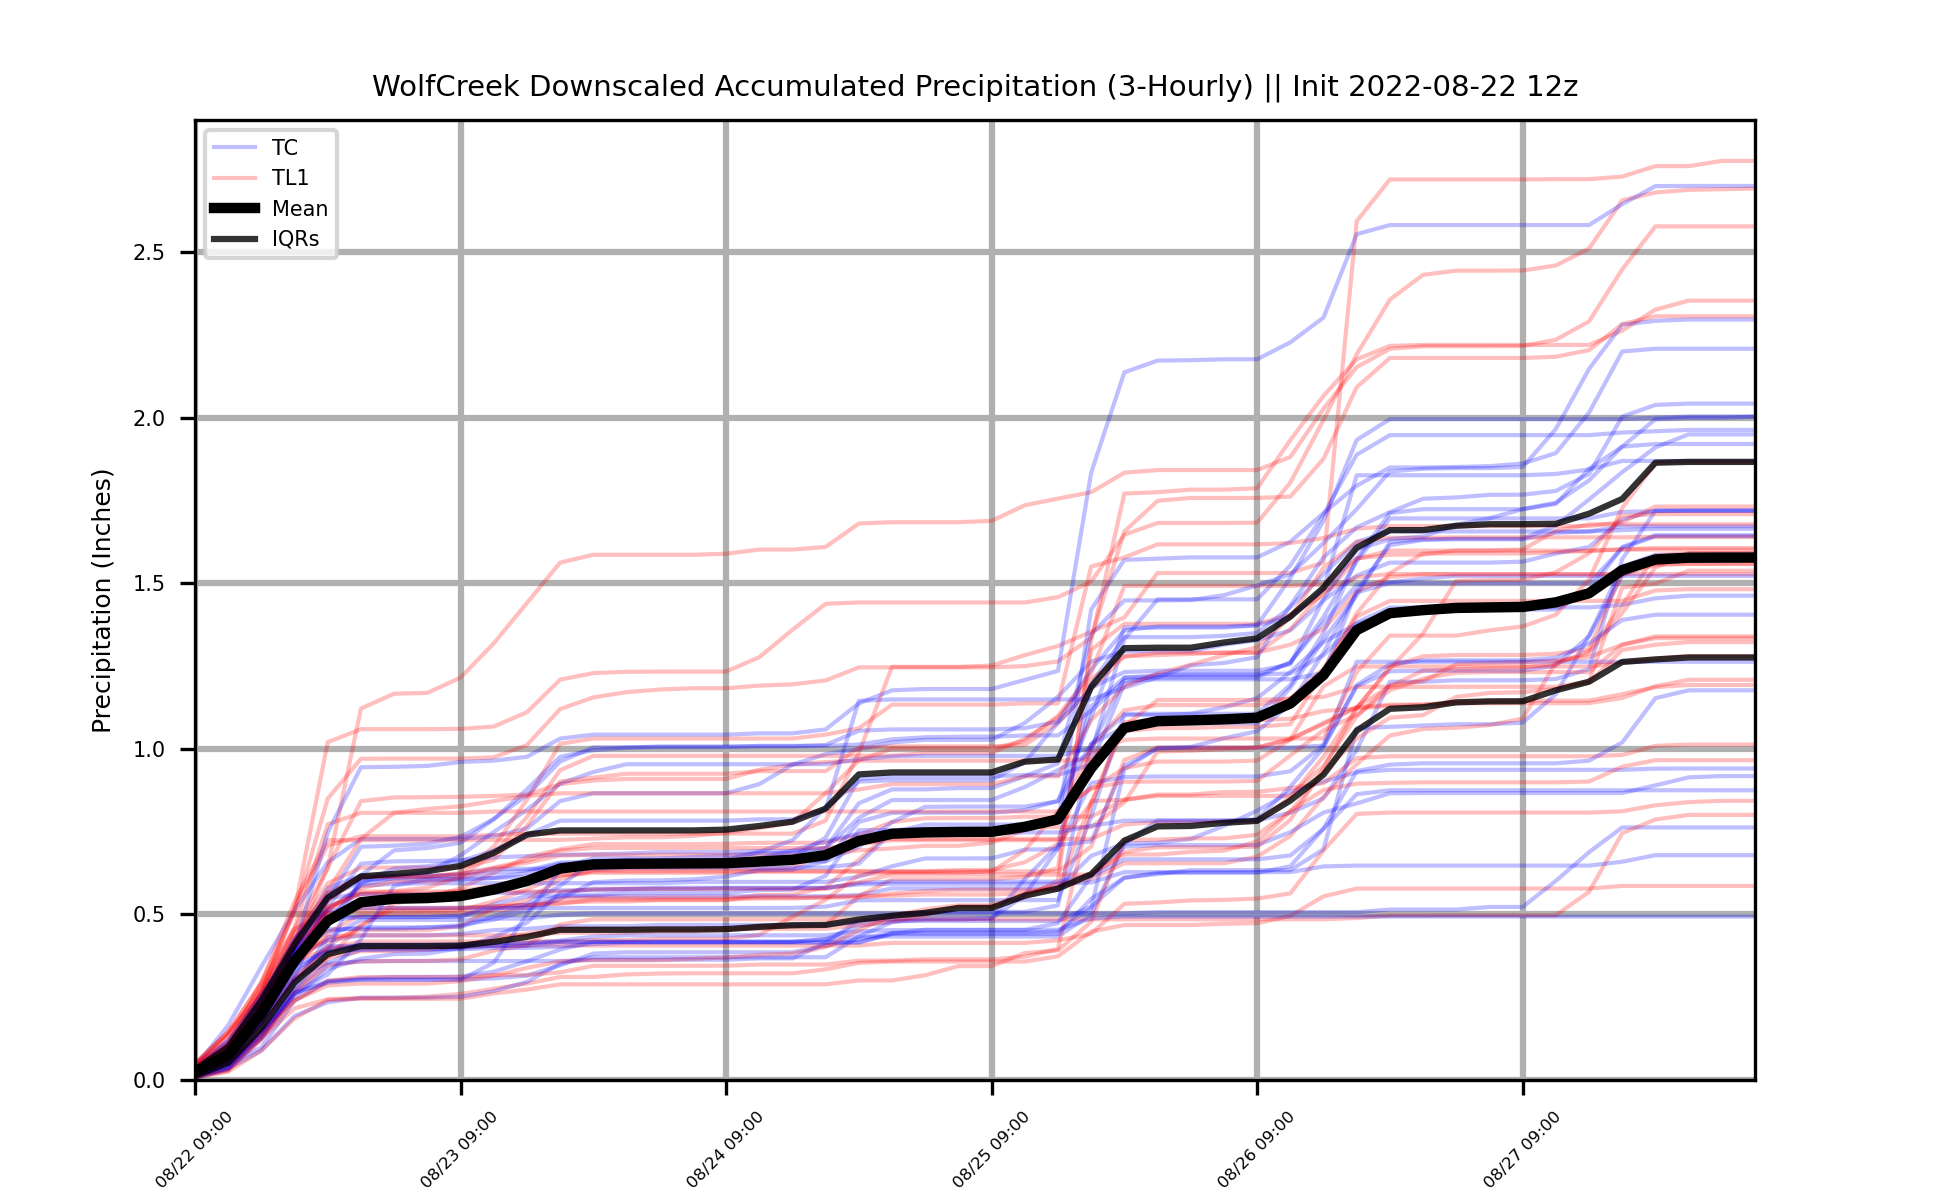 WolfCreek Downscaled Accumulated Precipitation (3-Hourly) || Init 2022-08-22 12z
TC
TL1
Mean
IQRs
Precipitation (Inches)
2.5
2.0
1.5
1.0
0.5
0.0
08/22 09:00
08/23 09:00
08/24 09:00
08/25 09:00
08/26 09:00
08/27 09:00